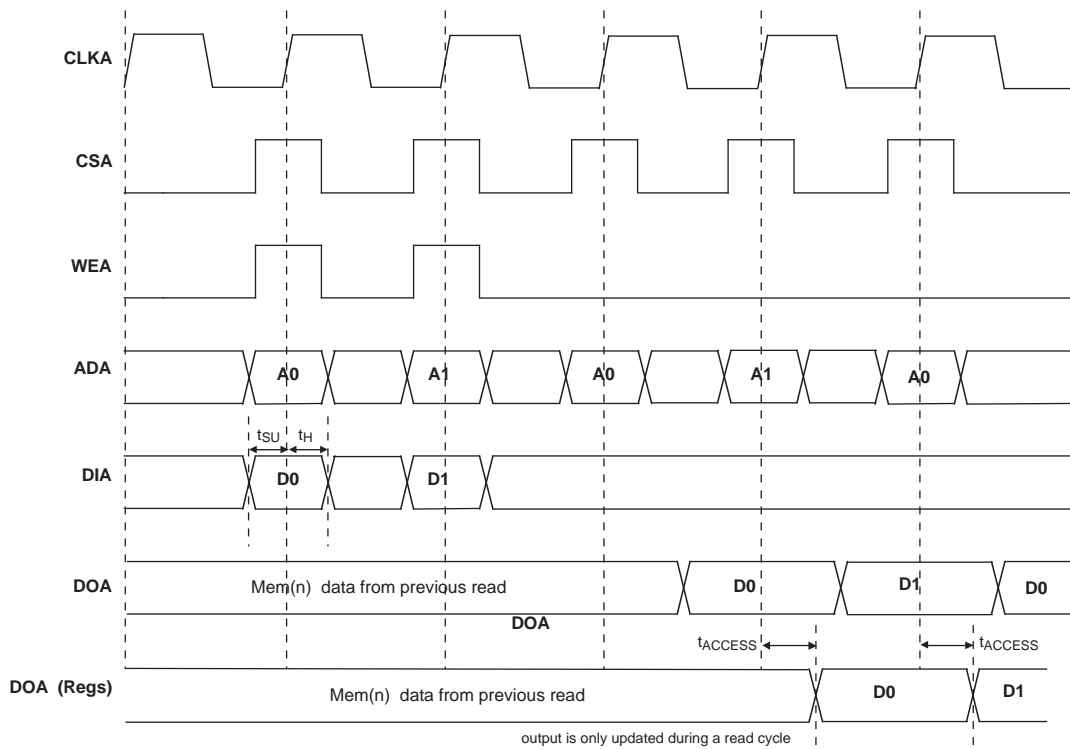 CLKA
CSA
WEA
ADA A0 A1 A0 A1 A0
tSU tH
DIA D0 D1
DOA Mem(n) data from previous read D0 D1 D0
DOA
tACCESS tACCESS
DOA (Regs) Mem(n) data from previous read D0 D1
output is only updated during a read cycle